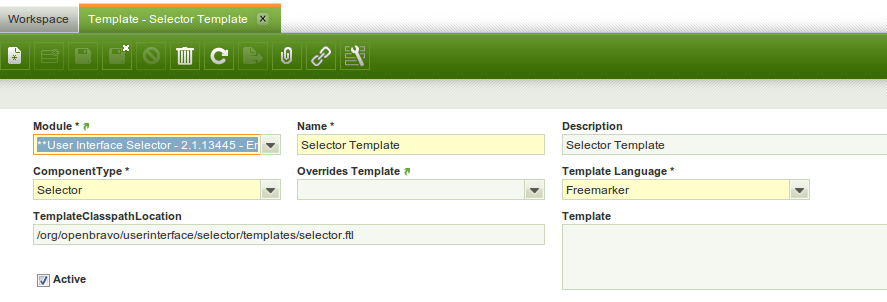 Workspace
Template - Selector Template
Module *
Name *
Description
**User Interface Selector - 2.1.13445 - En
Selector Template
Selector Template
ComponentType *
Overrides Template
Template Language *
Selector
Freemarker
TemplateClasspathLocation
Template
/org/openbravo/userinterface/selector/templates/selector.ftl
Active